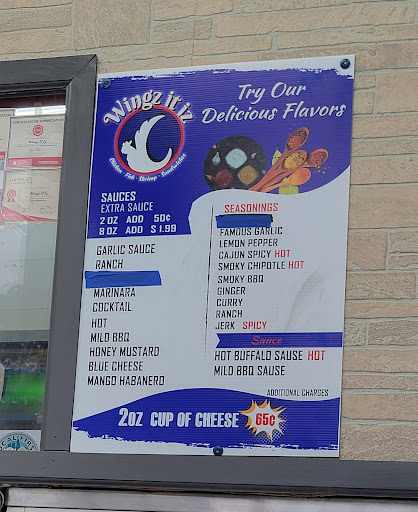 CERTIFICATE OF APPRECIATION
Wingz it iz
Chicken - Fish - Shrimp - Sandwiches
Try Our
Delicious Flavors
SAUCES
EXTRA SAUCE
2 OZ ADD 50¢
8 OZ ADD $ 1.99
GARLIC SAUCE
RANCH
MARINARA
COCKTAIL
HOT
MILD BBQ
HONEY MUSTARD
BLUE CHEESE
MANGO HABANERO
SEASONINGS
FAMOUS GARLIC
LEMON PEPPER
CAJUN SPICY HOT
SMOKY CHIPOTLE HOT
SMOKY BBQ
GINGER
CURRY
RANCH
JERK SPICY
Sauce
HOT BUFFALO SAUSE HOT
MILD BBQ SAUSE
ADDITIONAL CHARGES
2OZ CUP OF CHEESE 65¢